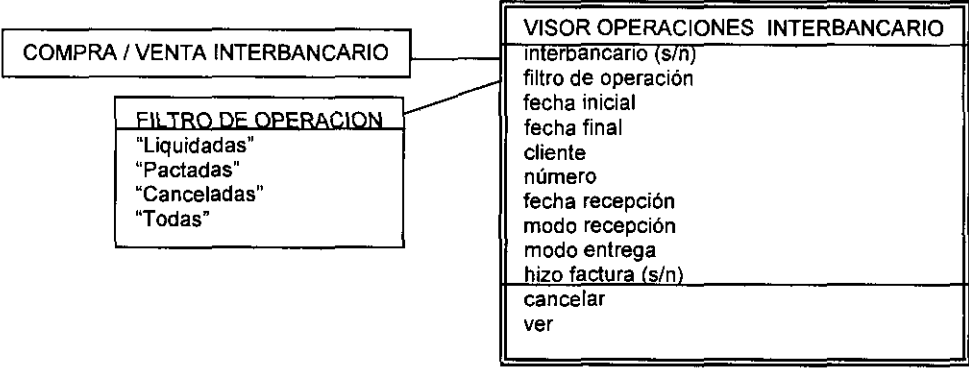 COMPRA / VENTA INTERBANCARIO
FILTRO DE OPERACION
"Liquidadas"
"Pactadas"
"Canceladas"
"Todas"
VISOR OPERACIONES INTERBANCARIO
interbancario (s/n)
filtro de operación
fecha inicial
fecha final
cliente
número
fecha recepción
modo recepción
modo entrega
hizo factura (s/n)
cancelar
ver